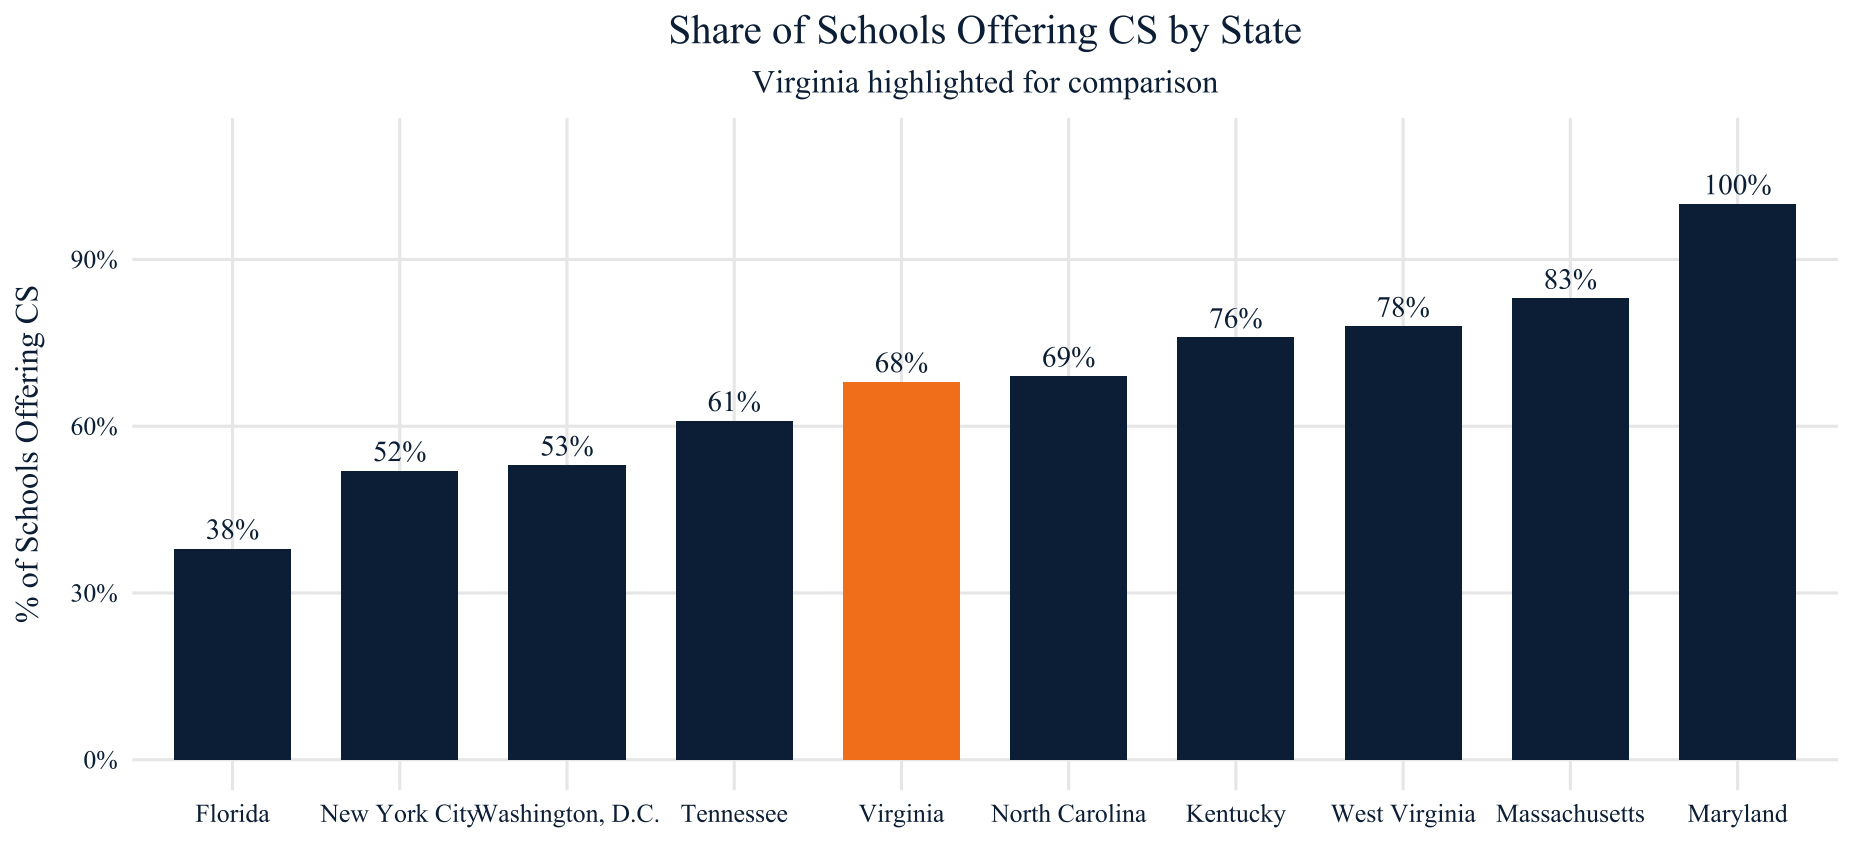 Share of Schools Offering CS by State
Virginia highlighted for comparison
% of Schools Offering CS
90%
60%
30%
0%
38%
52%
53%
61%
68%
69%
76%
78%
83%
100%
Florida
New York City
Washington, D.C.
Tennessee
Virginia
North Carolina
Kentucky
West Virginia
Massachusetts
Maryland